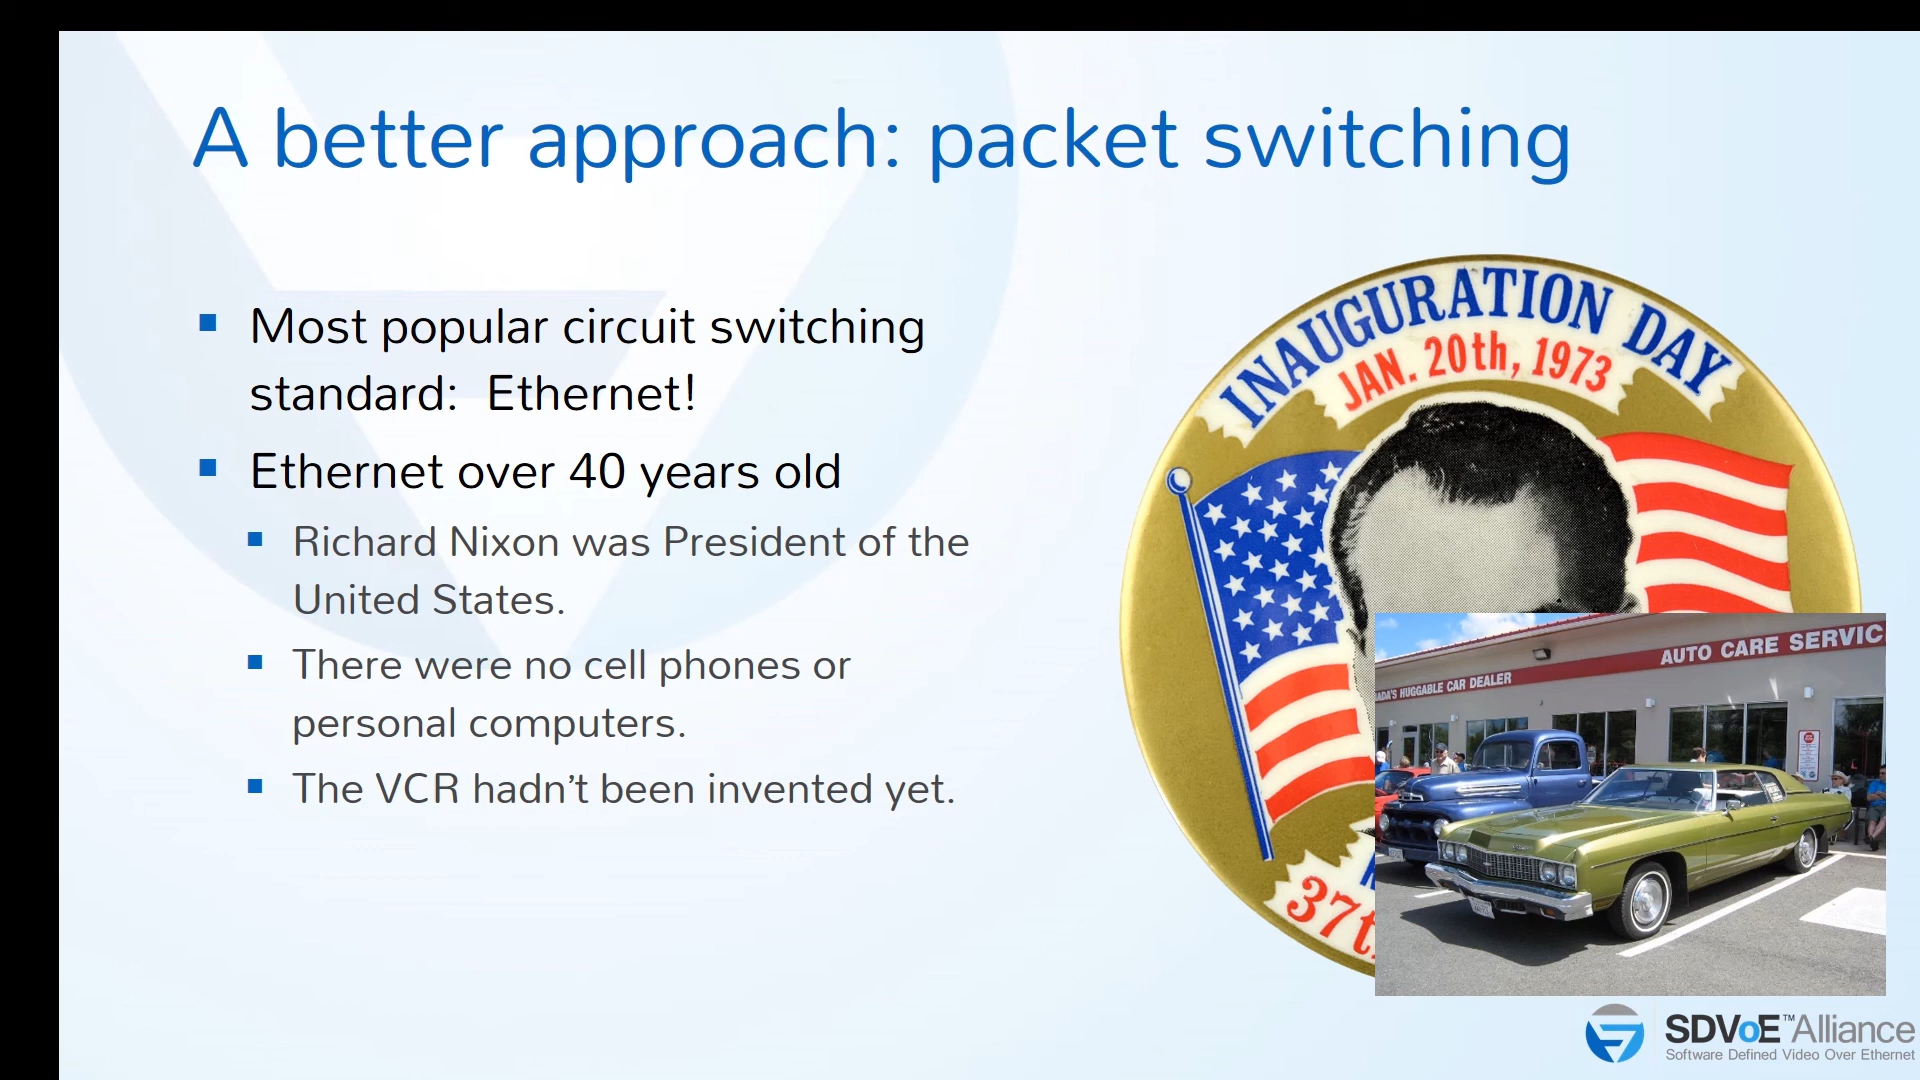 A better approach: packet switching
Most popular circuit switching
standard: Ethernet!
Ethernet over 40 years old
Richard Nixon was President of the
United States.
There were no cell phones or
personal computers.
The VCR hadn't been invented yet.
INAUGURATION DAY
JAN. 20th, 1973
AUTO CARE SERVIC
ADA'S HUGGABLE CAR DEALER
SDVoE™Alliance
Software Defined Video Over Ethernet